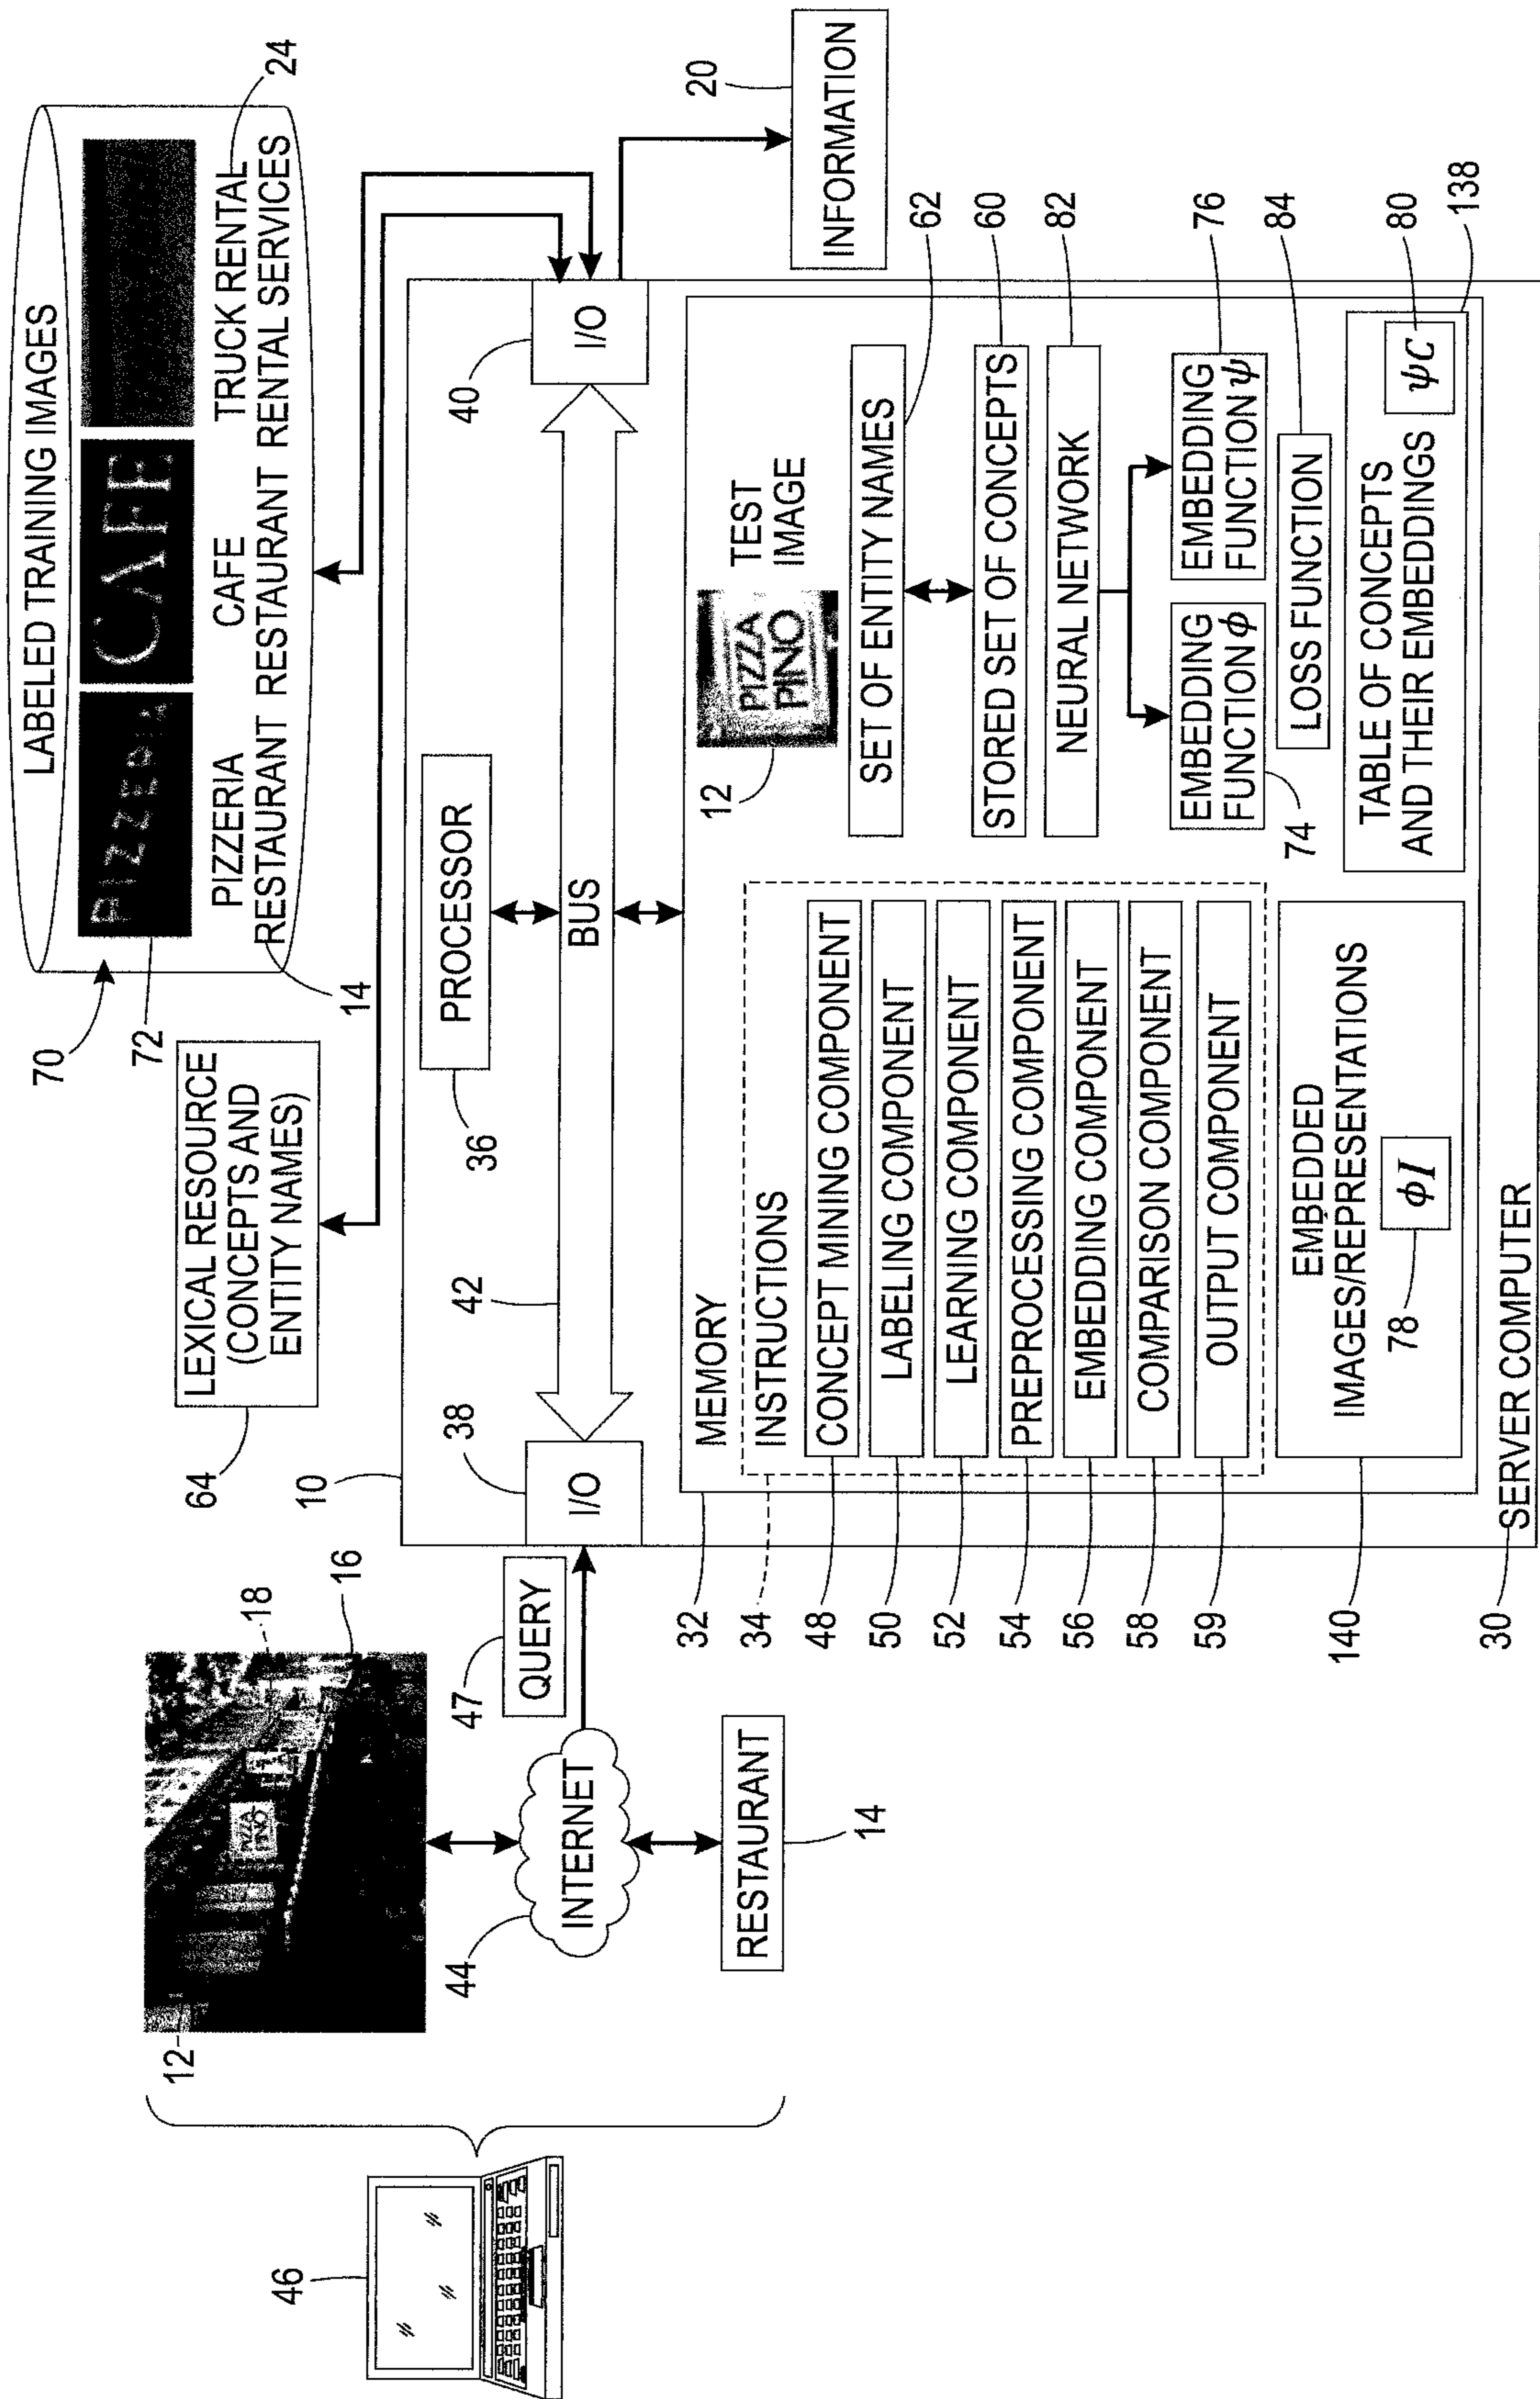 LABELED TRAINING IMAGES
PIZZERIA
CAFE
PIZZERIA
RESTAURANT
CAFE
RESTAURANT
TRUCK RENTAL
RENTAL SERVICES
70
72
14
24
LEXICAL RESOURCE
(CONCEPTS AND
ENTITY NAMES)
64
10
12
18
16
PIZZA
PINO
46
44
INTERNET
47
QUERY
RESTAURANT
14
PROCESSOR
36
38
I/O
42
BUS
40
I/O
20
INFORMATION
MEMORY
32
INSTRUCTIONS
34
CONCEPT MINING COMPONENT
48
LABELING COMPONENT
50
LEARNING COMPONENT
52
PREPROCESSING COMPONENT
54
EMBEDDING COMPONENT
56
COMPARISON COMPONENT
58
OUTPUT COMPONENT
59
EMBEDDED
IMAGES/REPRESENTATIONS
78
ϕI
140
12
PIZZA
PINO
TEST
IMAGE
SET OF ENTITY NAMES
62
STORED SET OF CONCEPTS
60
NEURAL NETWORK
82
EMBEDDING
FUNCTION ϕ
74
EMBEDDING
FUNCTION ψ
76
LOSS FUNCTION
84
TABLE OF CONCEPTS
AND THEIR EMBEDDINGS
ψC
80
138
SERVER COMPUTER
30